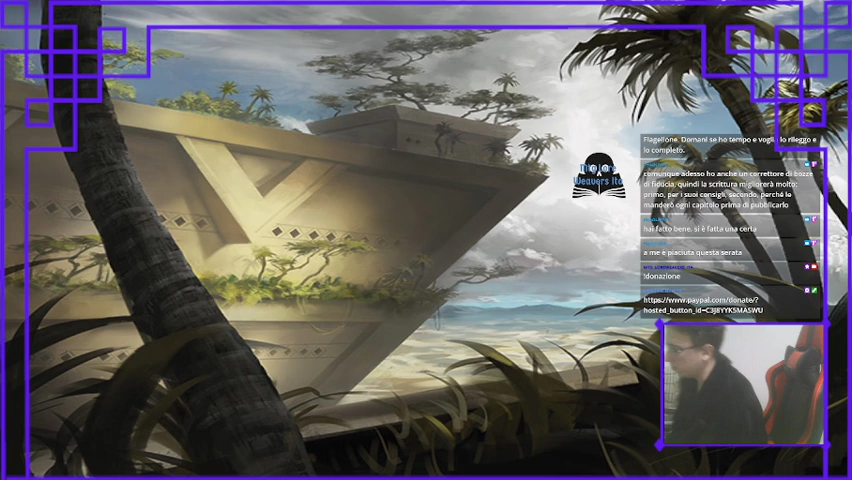 Weavers Ita
Flagellone. Domani se ho tempo e voglia lo rileggo e
lo completo.
comunque adesso ho anche un correttore di bozze
di fiducia, quindi la scrittura migliorerà molto:
primo, per i suoi consigli, secondo, perché le
manderò ogni capitolo prima di pubblicarlo
hai fatto bene. si è fatta una certa
a me è piaciuta questa serata
!donazione
https://www.paypal.com/donate/?
hosted_button_id=C3J8YYK5MASWU